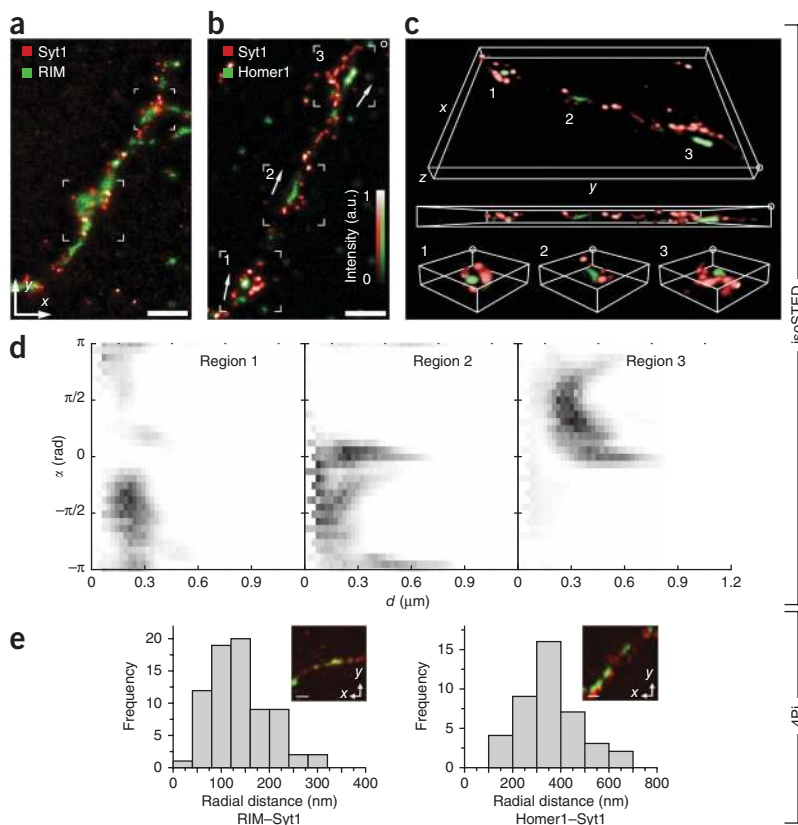 a
Syt1
RIM
y
x
b
Syt1
Homer1
3
2
1
Intensity (a.u.)
1
0
c
x
z
y
1
2
3
1
2
3
isoSTED
d
Region 1
Region 2
Region 3
α (rad)
π
π/2
0
−π/2
−π
0 0.3 0.6 0.9
0 0.3 0.6 0.9
0 0.3 0.6 0.9 1.2
d (μm)
e
Frequency
20
15
10
5
0
0 100 200 300 400
Radial distance (nm)
RIM–Syt1
y
x
Frequency
15
10
5
0
0 200 400 600 800
Radial distance (nm)
Homer1–Syt1
y
x
4Pi